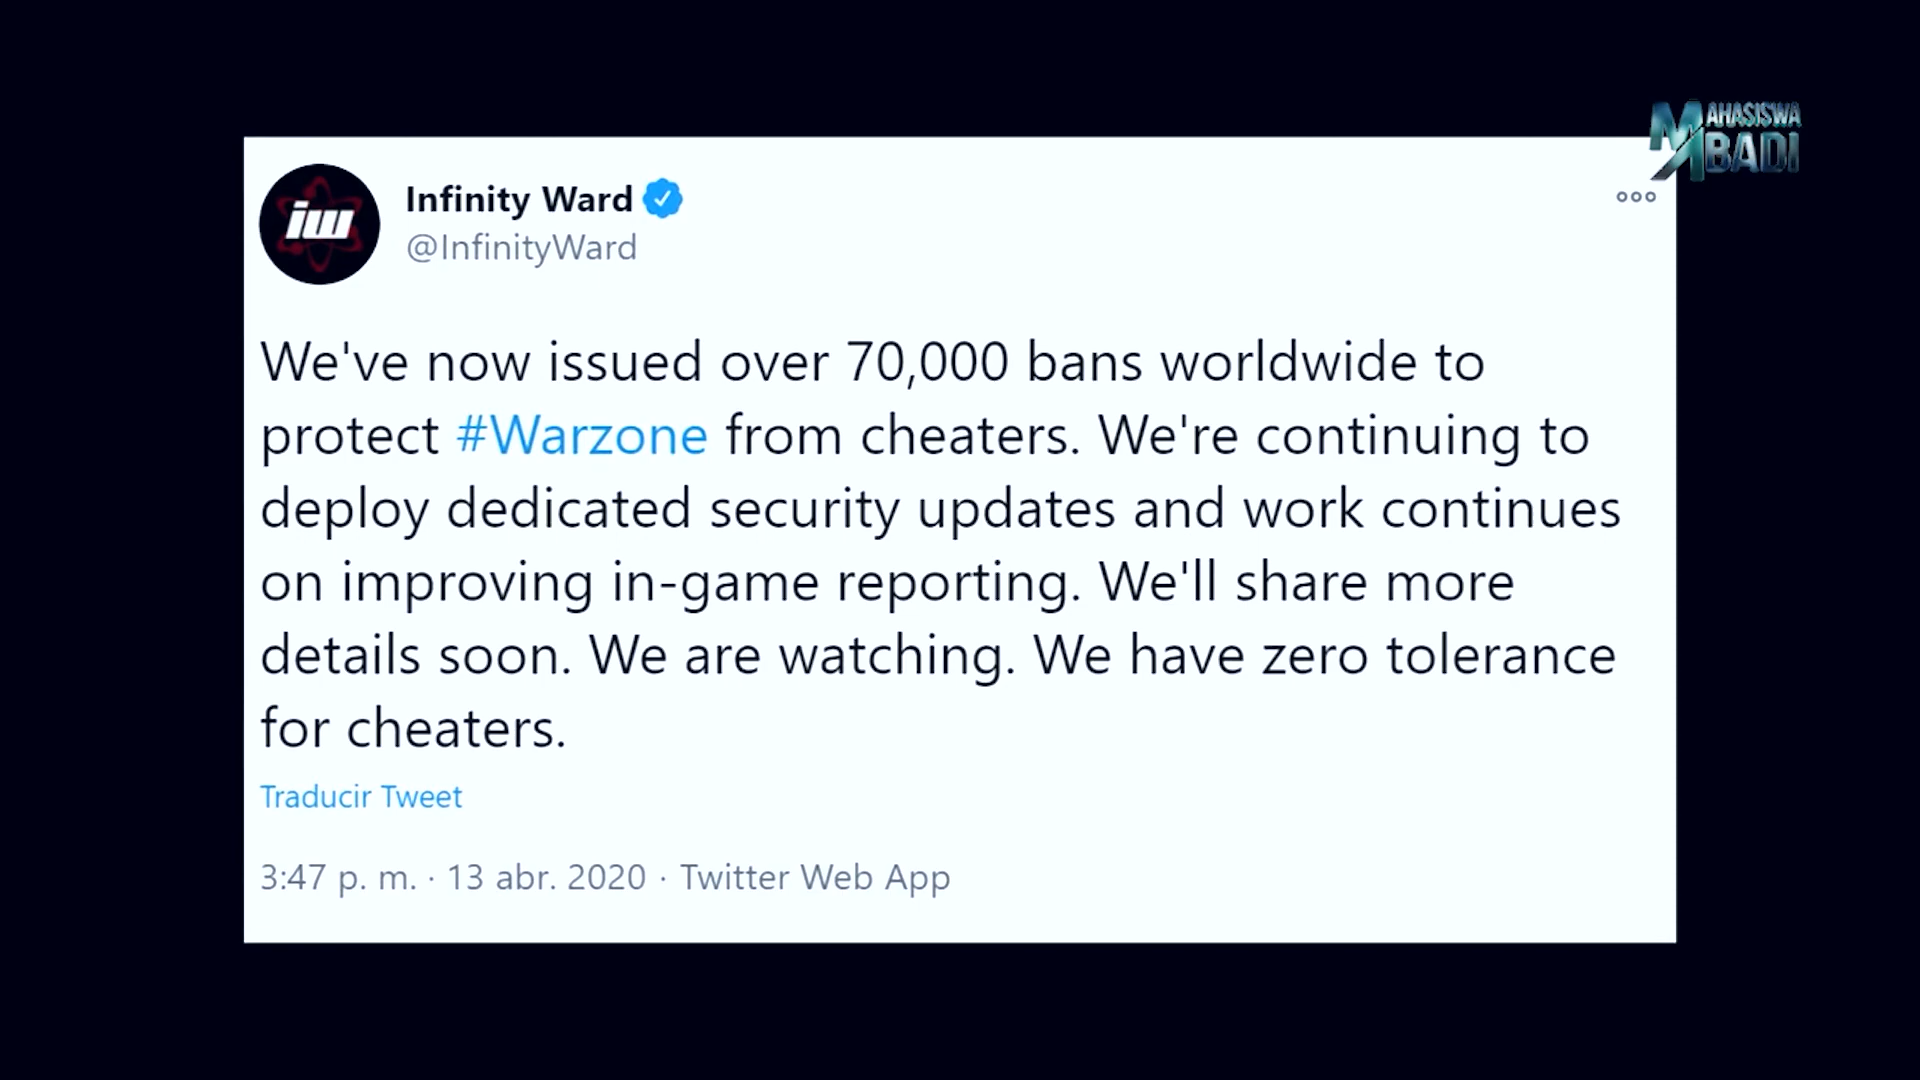 MAHASISWA
ABADI
iw
Infinity Ward
@InfinityWard
We've now issued over 70,000 bans worldwide to
protect #Warzone from cheaters. We're continuing to
deploy dedicated security updates and work continues
on improving in-game reporting. We'll share more
details soon. We are watching. We have zero tolerance
for cheaters.
Traducir Tweet
3:47 p. m. · 13 abr. 2020 · Twitter Web App